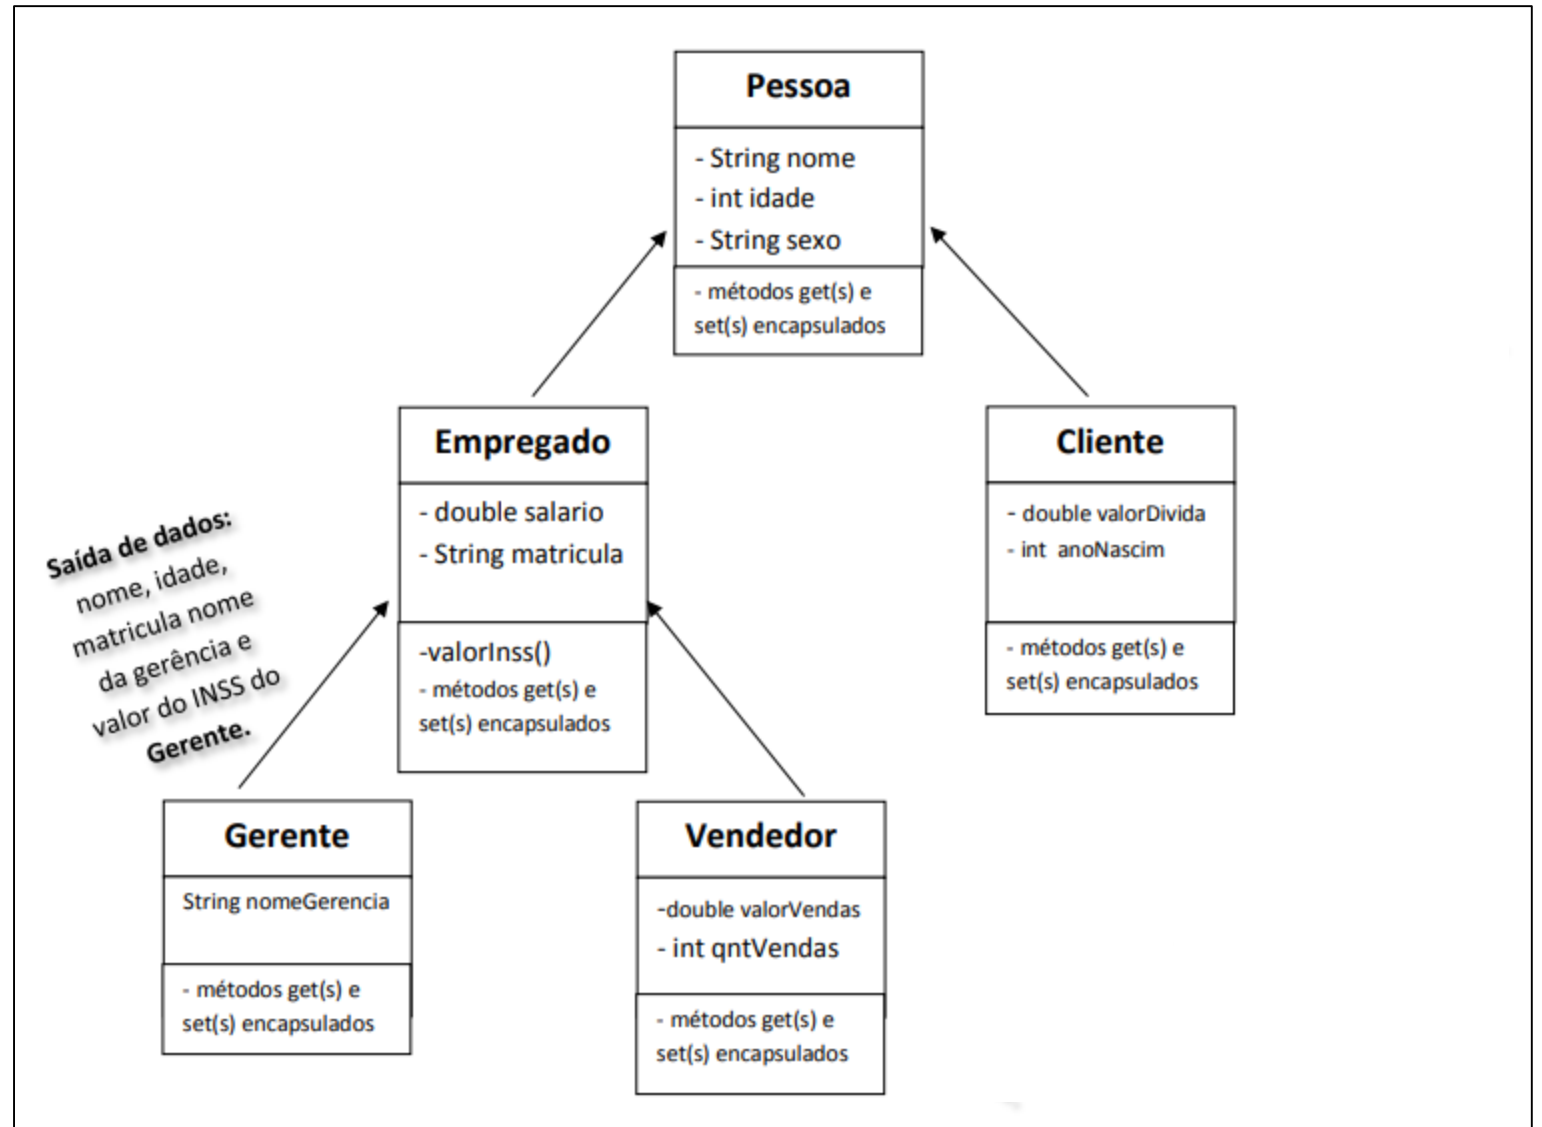 Pessoa
- String nome
- int idade
- String sexo
- métodos get(s) e
set(s) encapsulados
Empregado
- double salario
- String matricula
-valorInss()
- métodos get(s) e
set(s) encapsulados
Cliente
- double valorDivida
- int anoNascim
- métodos get(s) e
set(s) encapsulados
Saída de dados:
nome, idade,
matricula nome
da gerência e
valor do INSS do
Gerente.
Gerente
String nomeGerencia
- métodos get(s) e
set(s) encapsulados
Vendedor
-double valorVendas
- int qntVendas
- métodos get(s) e
set(s) encapsulados